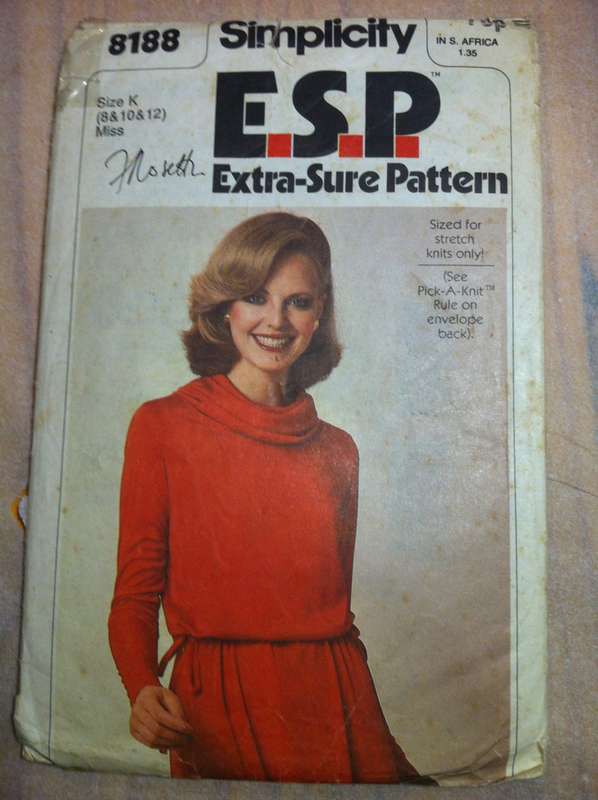 8188
Simplicity
IN S. AFRICA
1.35
Size K
(8&10&12)
Miss
E.S.P.™
Extra-Sure Pattern
Sized for
stretch
knits only!
(See
Pick-A-Knit™
Rule on
envelope
back).